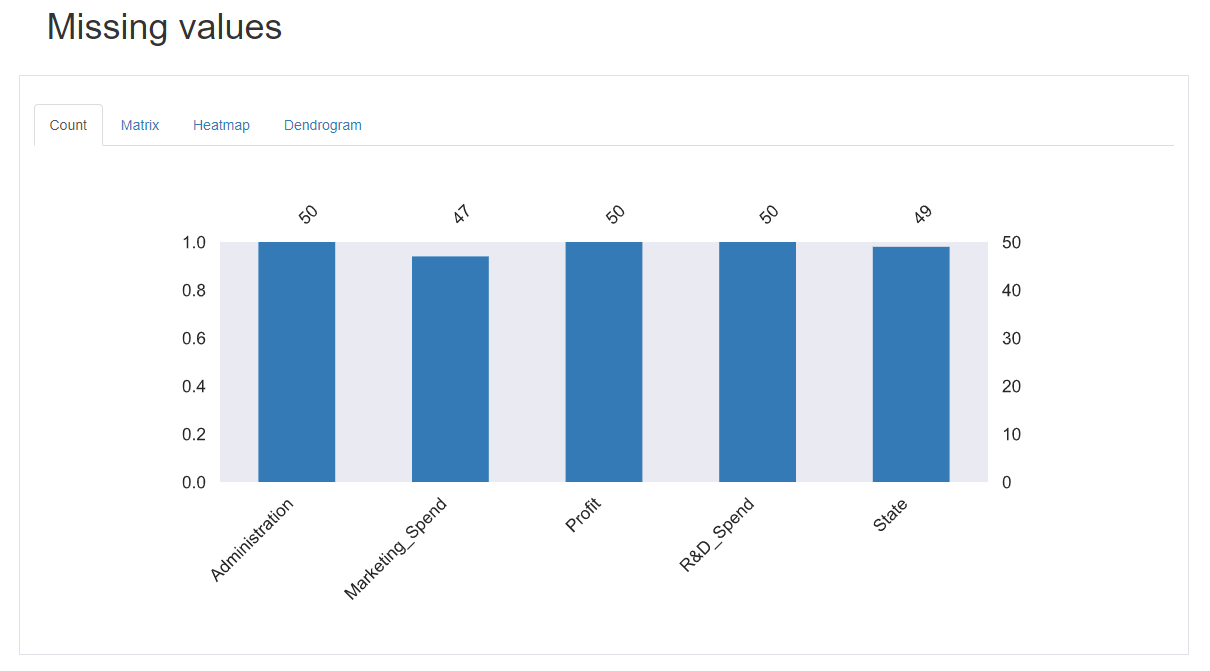 Missing values
Count Matrix Heatmap Dendrogram
50 47 50 50 49
1.0 50
0.8 40
0.6 30
0.4 20
0.2 10
0.0 0
Administration Marketing_Spend Profit R&D_Spend State